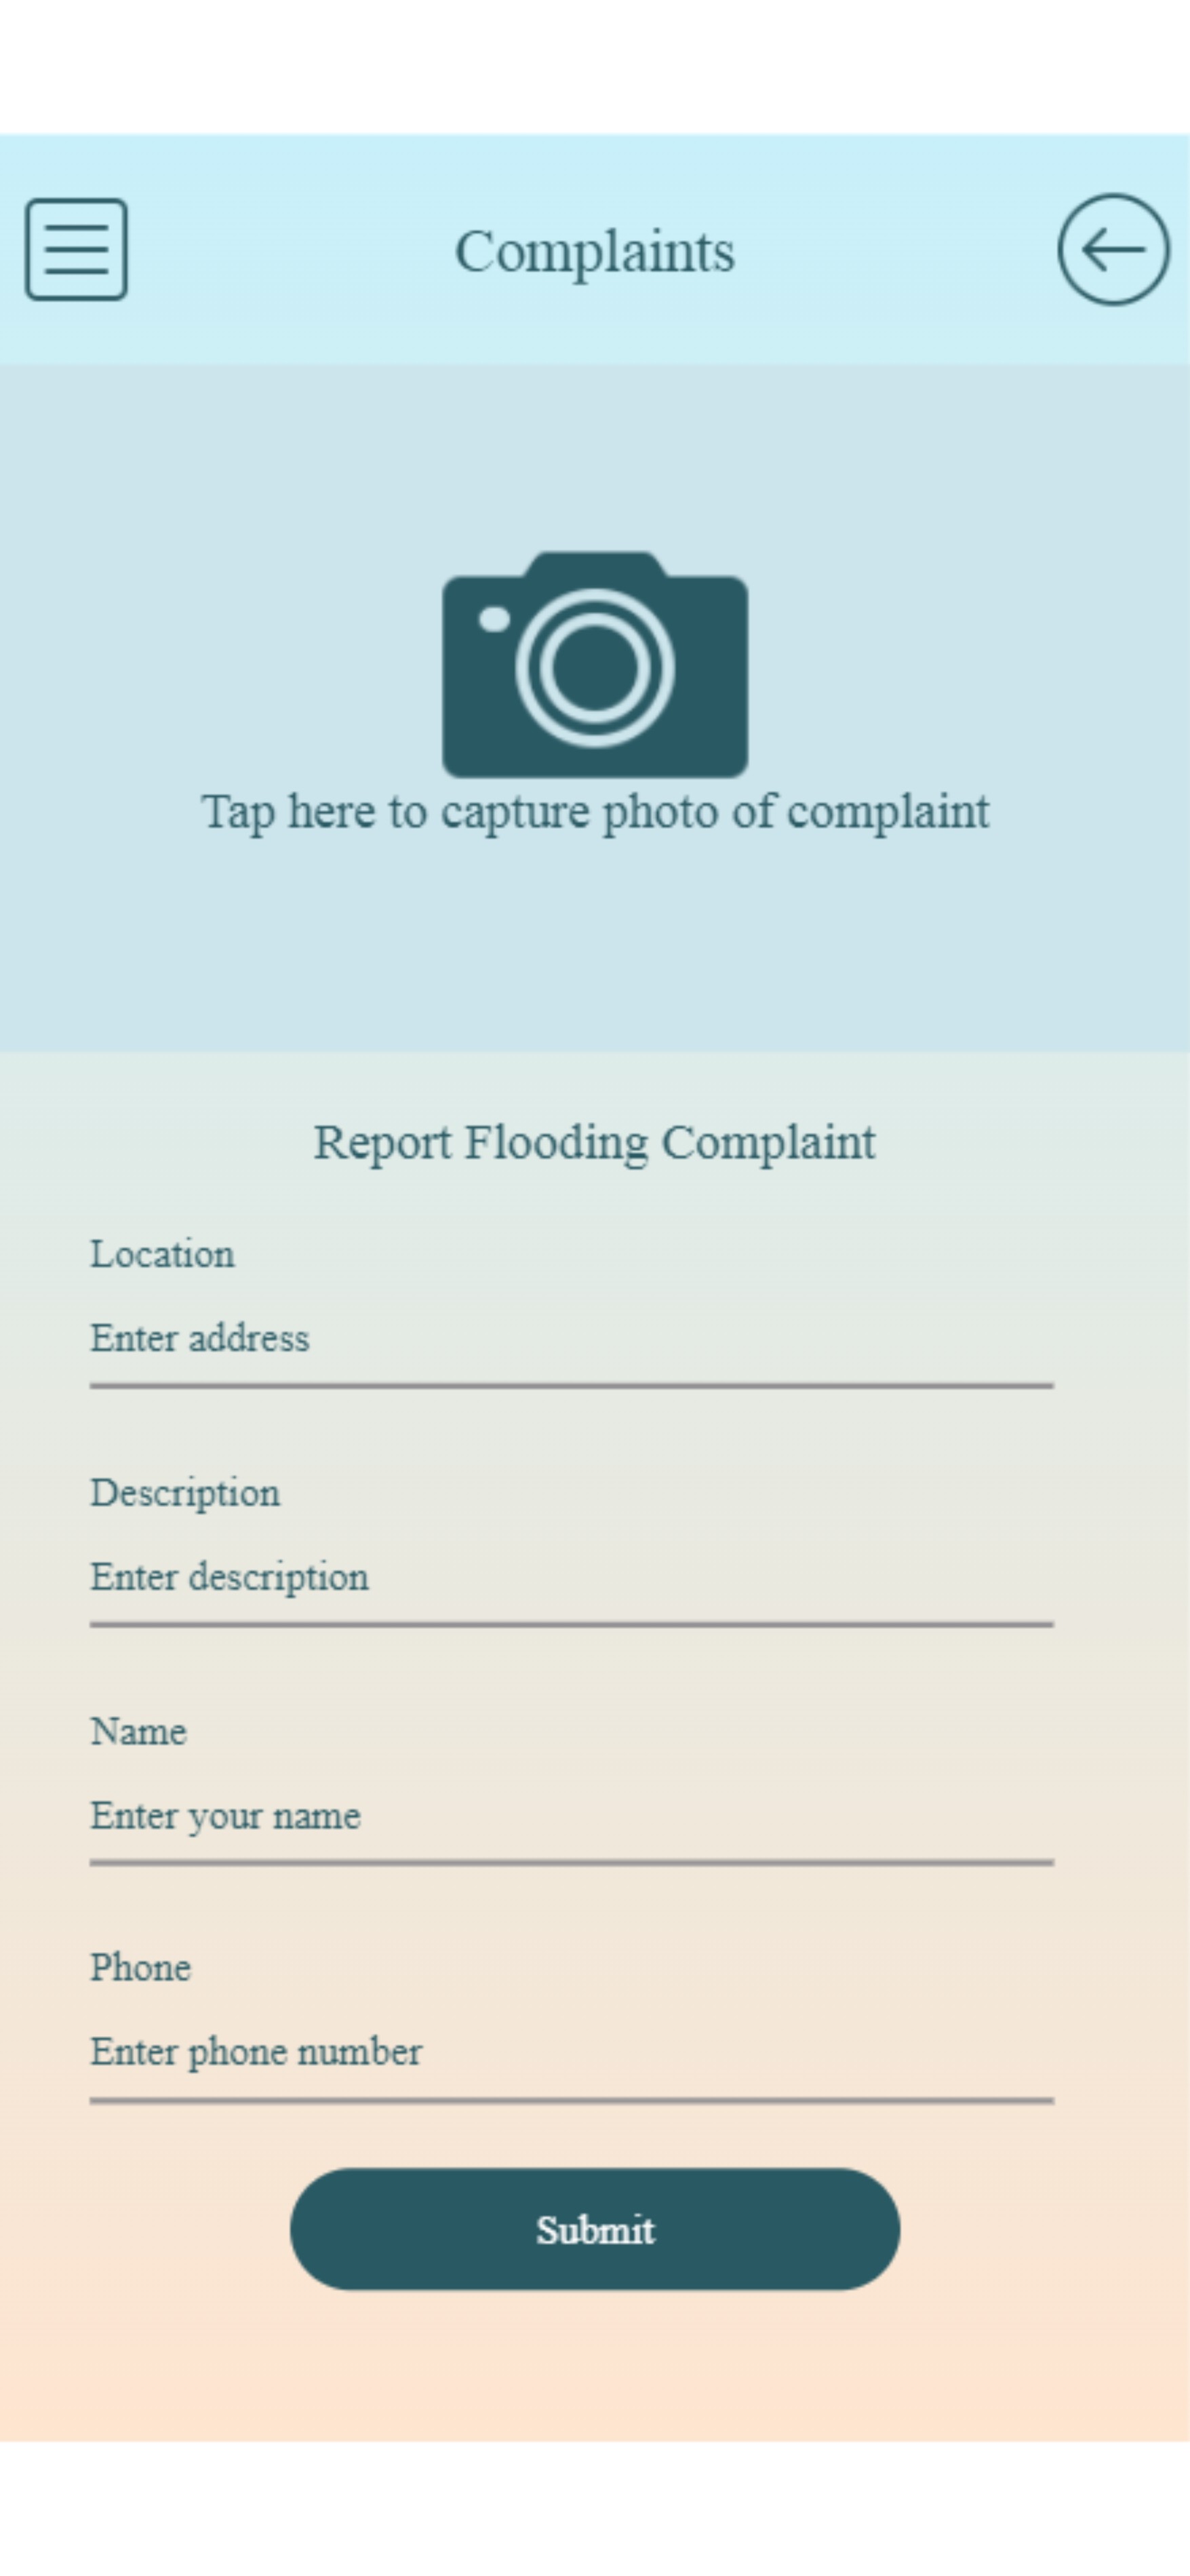 Complaints
Tap here to capture photo of complaint
Report Flooding Complaint
Location
Enter address
Description
Enter description
Name
Enter your name
Phone
Enter phone number
Submit